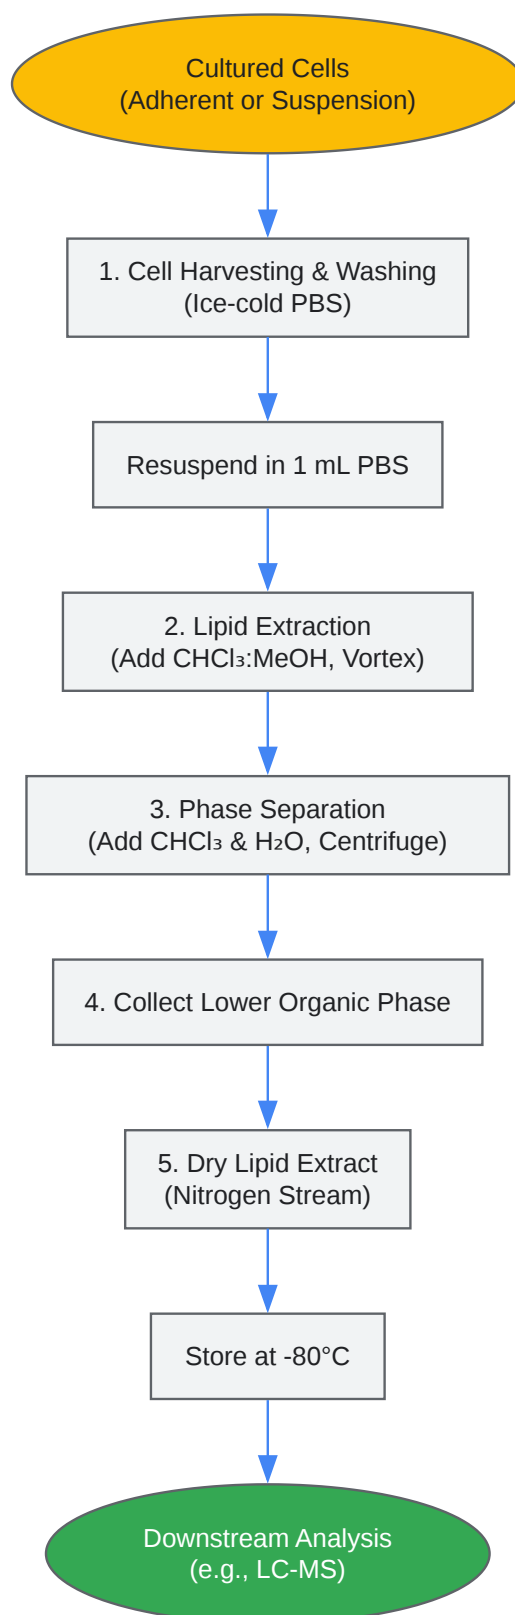 Cultured Cells
(Adherent or Suspension)
1. Cell Harvesting & Washing
(Ice-cold PBS)
Resuspend in 1 mL PBS
2. Lipid Extraction
(Add CHCl₃:MeOH, Vortex)
3. Phase Separation
(Add CHCl₃ & H₂O, Centrifuge)
4. Collect Lower Organic Phase
5. Dry Lipid Extract
(Nitrogen Stream)
Store at -80°C
Downstream Analysis
(e.g., LC-MS)